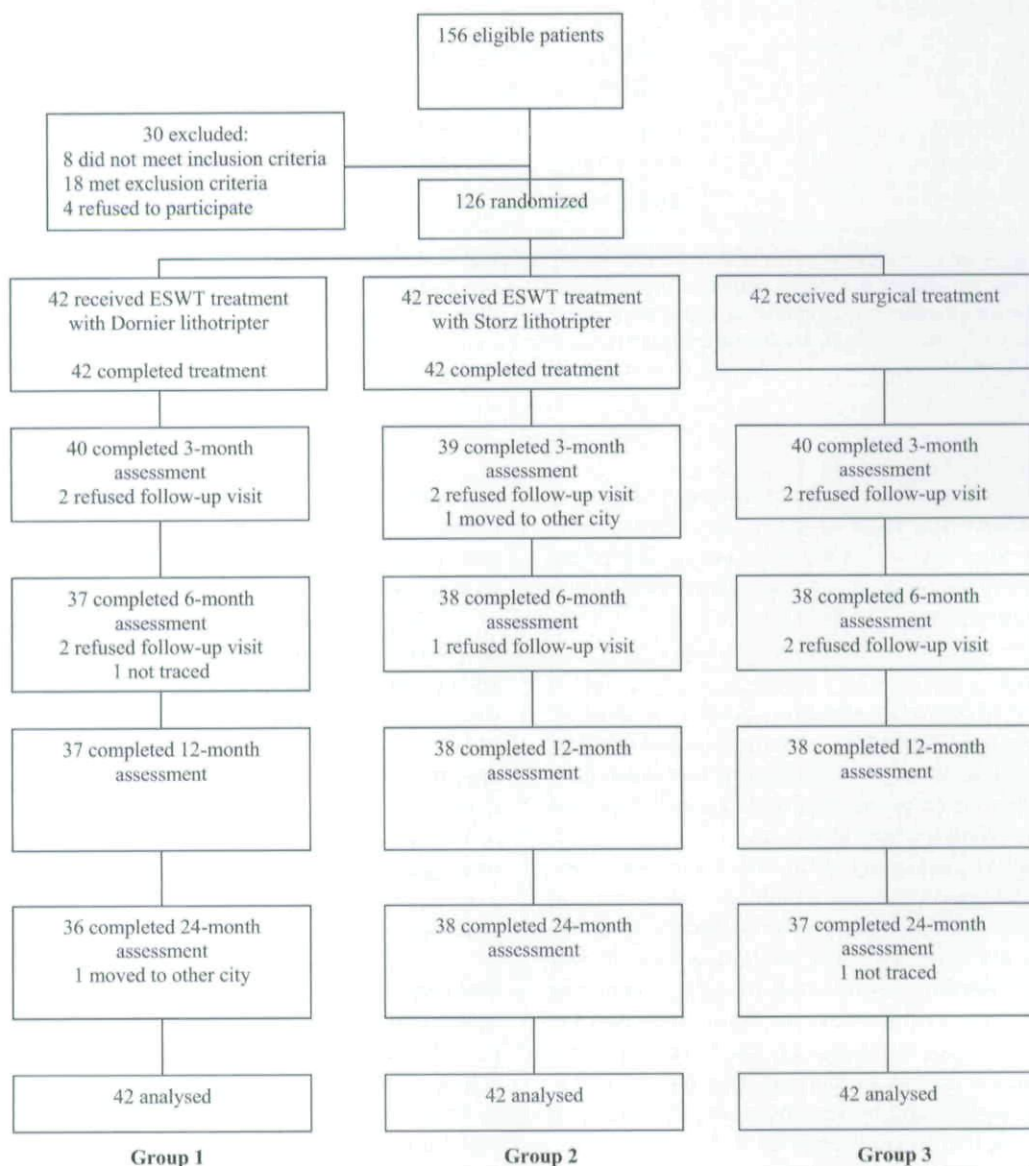 156 eligible patients
30 excluded:
8 did not meet inclusion criteria
18 met exclusion criteria
4 refused to participate
126 randomized
42 received ESWT treatment
with Dornier lithotripter
42 completed treatment
42 received ESWT treatment
with Storz lithotripter
42 completed treatment
42 received surgical treatment
40 completed 3-month
assessment
2 refused follow-up visit
39 completed 3-month
assessment
2 refused follow-up visit
1 moved to other city
40 completed 3-month
assessment
2 refused follow-up visit
37 completed 6-month
assessment
2 refused follow-up visit
1 not traced
38 completed 6-month
assessment
1 refused follow-up visit
38 completed 6-month
assessment
2 refused follow-up visit
37 completed 12-month
assessment
38 completed 12-month
assessment
38 completed 12-month
assessment
36 completed 24-month
assessment
1 moved to other city
38 completed 24-month
assessment
37 completed 24-month
assessment
1 not traced
42 analysed
42 analysed
42 analysed
Group 1
Group 2
Group 3